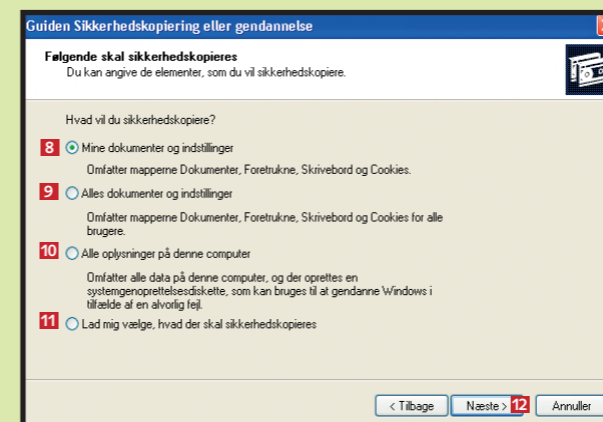 Guiden Sikkerhedskopiering eller gendannelse
Følgende skal sikkerhedskopieres
Du kan angive de elementer, som du vil sikkerhedskopiere.
Hvad vil du sikkerhedskopiere?
8 Mine dokumenter og indstillinger
Omfatter mapperne Dokumenter, Foretrukne, Skrivebord og Cookies.
9 Alles dokumenter og indstillinger
Omfatter mapperne Dokumenter, Foretrukne, Skrivebord og Cookies for alle
brugere.
10 Alle oplysninger på denne computer
Omfatter alle data på denne computer, og der oprettes en
systemgenoprettelsesdiskette, som kan bruges til at gendanne Windows i
tilfælde af en alvorlig fejl.
11 Lad mig vælge, hvad der skal sikkerhedskopieres
< Tilbage Næste > 12 Annuller